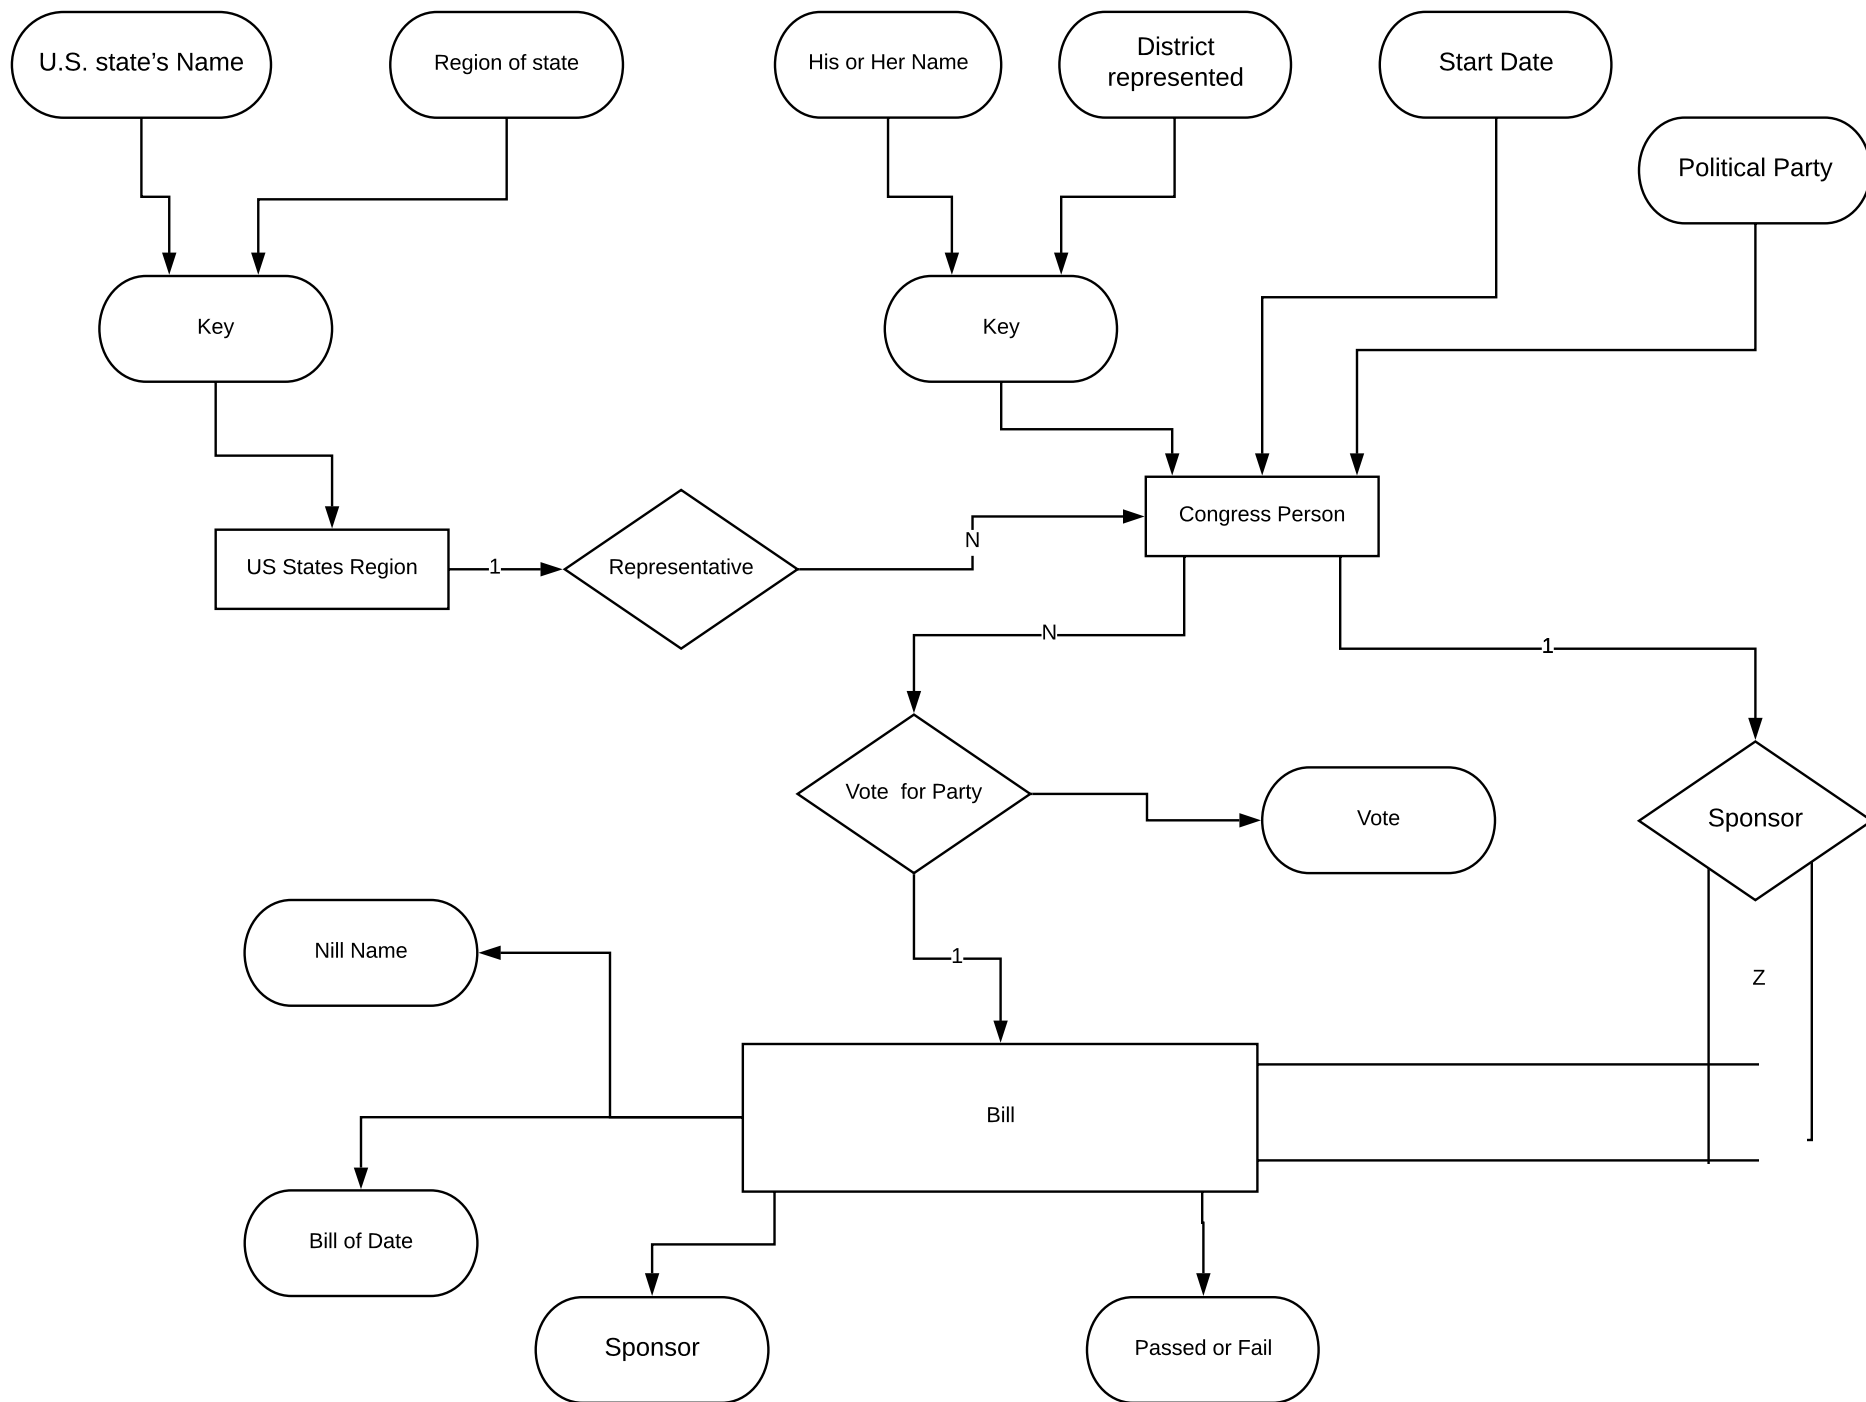 U.S. state’s Name
Region of state
His or Her Name
District
represented
Start Date
Political Party
Key
Key
Congress Person
US States Region
1
Representative
N
N
1
Vote  for Party
Vote
Sponsor
Nill Name
1
Z
Bill
Bill of Date
Sponsor
Passed or Fail